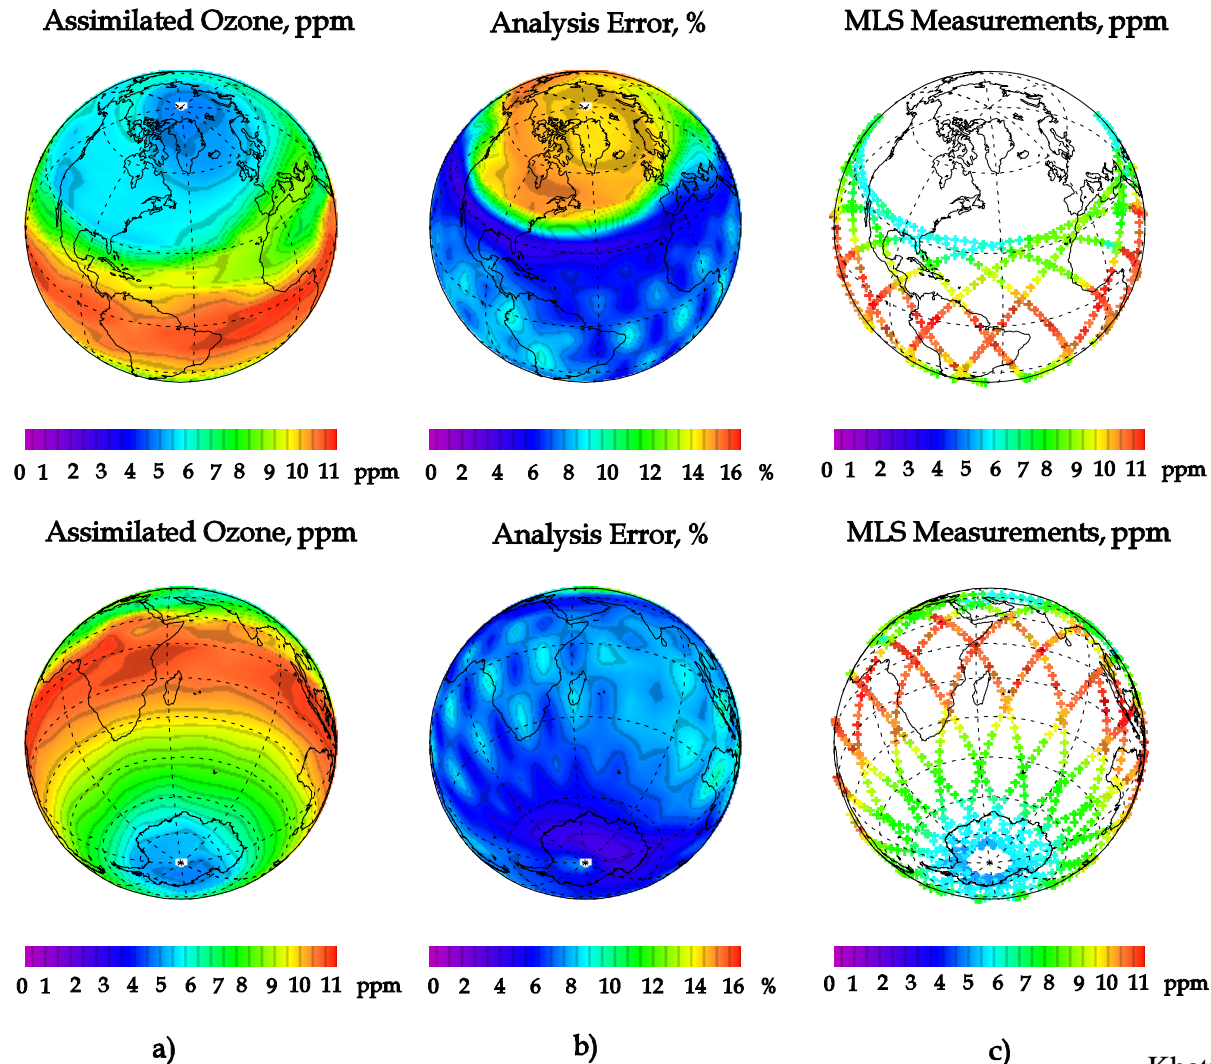 Assimilated Ozone, ppm Analysis Error, % MLS Measurements, ppm
0 1 2 3 4 5 6 7 8 9 10 11 ppm 0 2 4 6 8 10 12 14 16 % 0 1 2 3 4 5 6 7 8 9 10 11 ppm
Assimilated Ozone, ppm Analysis Error, % MLS Measurements, ppm
0 1 2 3 4 5 6 7 8 9 10 11 ppm 0 2 4 6 8 10 12 14 16 % 0 1 2 3 4 5 6 7 8 9 10 11 ppm
a) b) c)